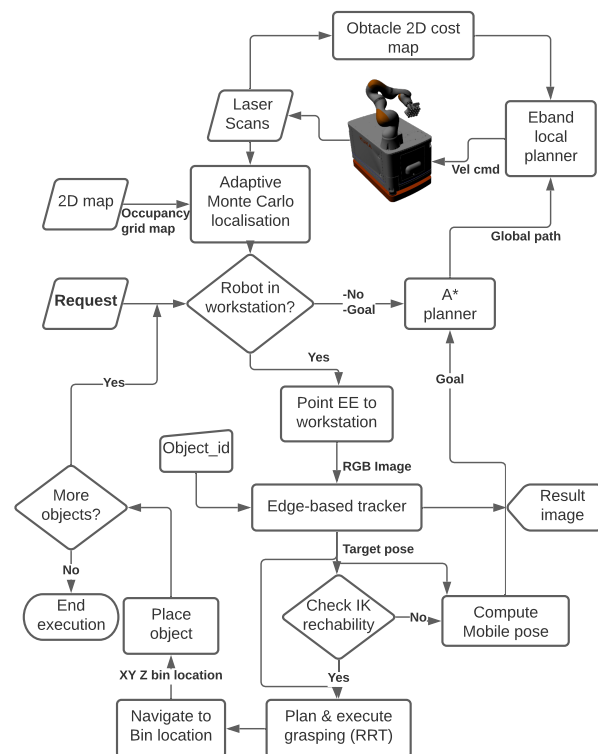 Obtacle 2D cost
map
Laser
Scans
Eband
local
planner
Vel cmd
2D map
Occupancy
grid map
Adaptive
Monte Carlo
localisation
Global path
Request
Robot in
workstation?
-No
-Goal
A*
planner
Yes
Yes
Goal
Point EE to
workstation
Object_id
RGB Image
More
objects?
Edge-based tracker
Result
image
Target pose
No
End
execution
Place
object
Check IK
rechability
No
Compute
Mobile pose
XY Z bin location
Yes
Navigate to
Bin location
Plan & execute
grasping (RRT)